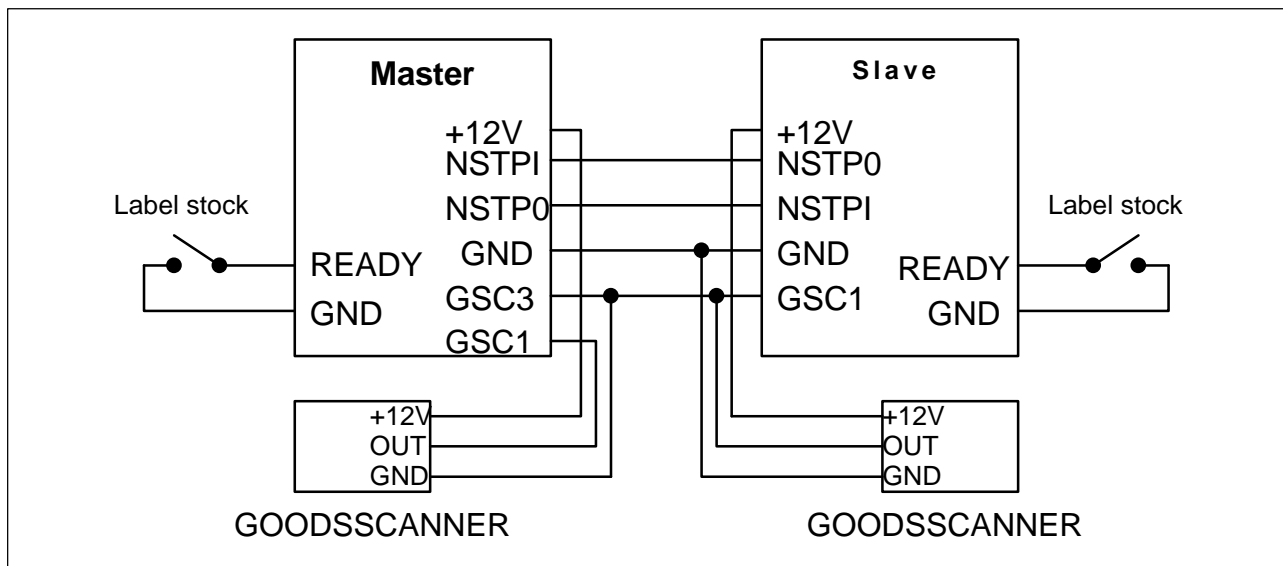 Master
+12V
NSTPI
NSTP0
GND
GSC3
GSC1
READY
GND
Label stock
Slave
+12V
NSTP0
NSTPI
GND
GSC1
READY
GND
Label stock
+12V
OUT
GND
GOODSSCANNER
+12V
OUT
GND
GOODSSCANNER